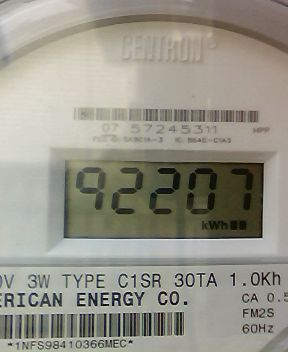 CENTRON®
07 57245311 HPP
92207
kWh
0V 3W TYPE C1SR 30TA 1.0Kh
ERICAN ENERGY CO.
CA 0.5
FM2S
60Hz
*1NFS98410366MEC*